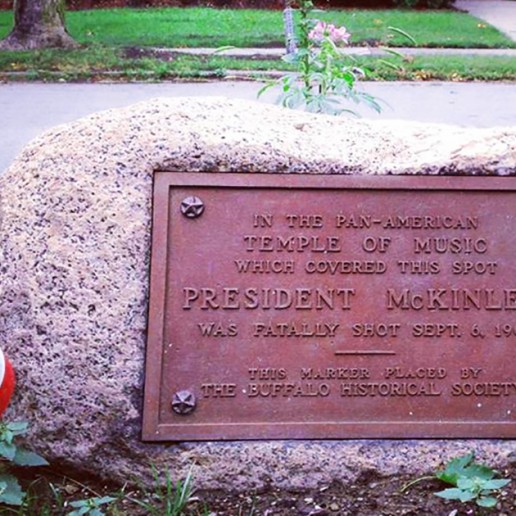 IN THE PAN-AMERICAN
TEMPLE OF MUSIC
WHICH COVERED THIS SPOT
PRESIDENT McKINLE
WAS FATALLY SHOT SEPT. 6, 19
THIS MARKER PLACED BY
THE BUFFALO HISTORICAL SOCIETY